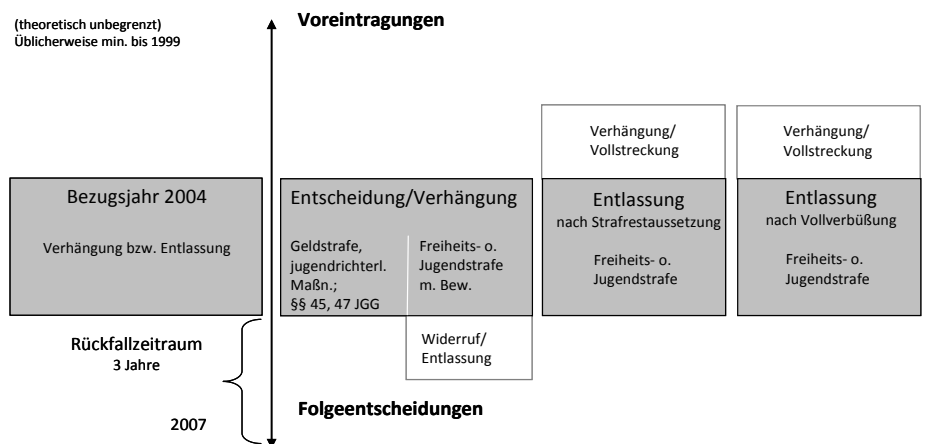 (theoretisch unbegrenzt)
Üblicherweise min. bis 1999
Voreintragungen
Verhängung/
Vollstreckung
Verhängung/
Vollstreckung
Bezugsjahr 2004
Verhängung bzw. Entlassung
Entscheidung/Verhängung
Geldstrafe,
jugendrichterl.
Maßn.;
§§ 45, 47 JGG
Freiheits- o.
Jugendstrafe
m. Bew.
Entlassung
nach Strafrestaussetzung
Freiheits- o.
Jugendstrafe
Entlassung
nach Vollverbüßung
Freiheits- o.
Jugendstrafe
Widerruf/
Entlassung
Rückfallzeitraum
3 Jahre
2007
Folgeentscheidungen